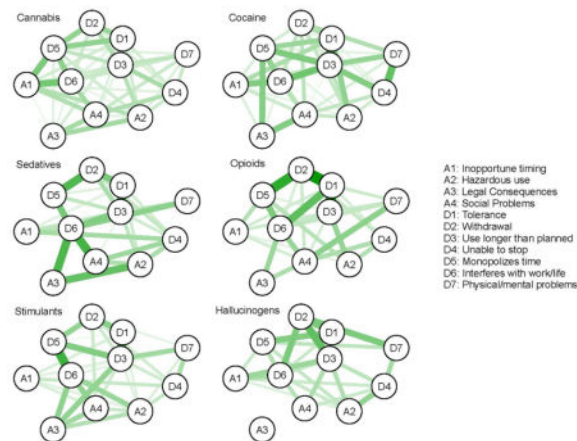 Cannabis
D2
D1
D5
D7
D3
A1
D6
D4
A4
A2
A3
Cocaine
D2
D1
D5
D7
D3
A1
D6
D4
A4
A2
A3
Sedatives
D2
D1
D5
D7
D3
A1
D6
D4
A4
A2
A3
Opioids
D2
D1
D5
D7
D3
A1
D6
D4
A4
A2
A3
Stimulants
D2
D1
D5
D7
D3
A1
D6
D4
A4
A2
A3
Hallucinogens
D2
D1
D5
D7
D3
A1
D6
D4
A4
A2
A3
A1: Inopportune timing
A2: Hazardous use
A3: Legal Consequences
A4: Social Problems
D1: Tolerance
D2: Withdrawal
D3: Use longer than planned
D4: Unable to stop
D5: Monopolizes time
D6: Interferes with work/life
D7: Physical/mental problems